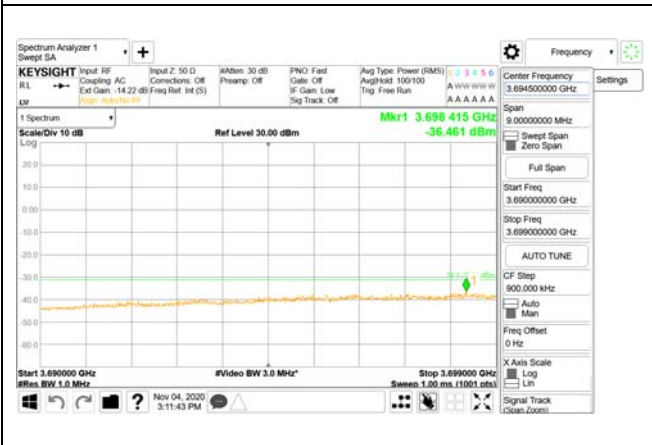 Spectrum Analyzer 1
Swept SA
Frequency
KEYSIGHT
Input: RF
Coupling: AC
Ext Gain: -14.22 dB
Align: Auto/No RF
Input Z: 50 Ω
Corrections: Off
Freq Ref: Int (S)
#Atten: 30 dB
Preamp: Off
PNO: Fast
Gate: Off
IF Gain: Low
Sig Track: Off
Avg Type: Power (RMS)
Avg|Hold: 100/100
Trig: Free Run
1 2 3 4 5 6
A W W W W W
A A A A A A
RL
1 Spectrum
Mkr1 3.698 415 GHz
Scale/Div 10 dB
Ref Level 30.00 dBm
-36.461 dBm
Log
20.0
10.0
0.00
-10.0
-20.0
-30.0
-40.0
-50.0
-60.0
1
Start 3.690000 GHz
#Video BW 3.0 MHz*
Stop 3.699000 GHz
#Res BW 1.0 MHz
Sweep 1.00 ms (1001 pts)
Nov 04, 2020
3:11:43 PM
Center Frequency
3.694500000 GHz
Settings
Span
9.00000000 MHz
Swept Span
Zero Span
Full Span
Start Freq
3.690000000 GHz
Stop Freq
3.699000000 GHz
AUTO TUNE
CF Step
900.000 kHz
Auto
Man
Freq Offset
0 Hz
X Axis Scale
Log
Lin
Signal Track
(Span Zoom)